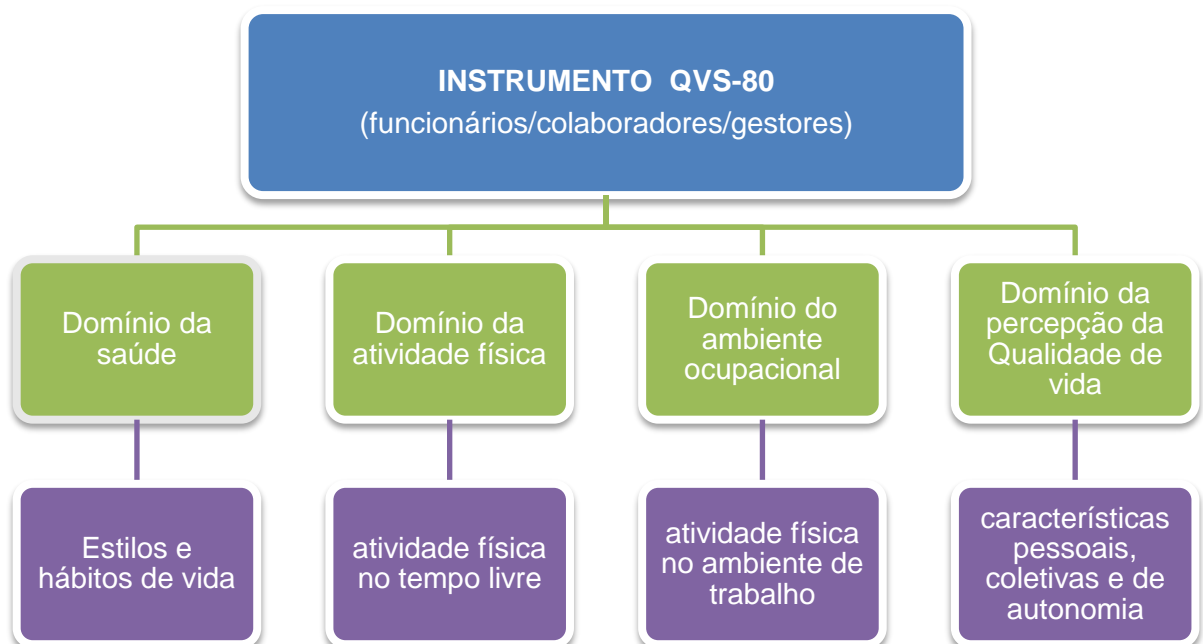 INSTRUMENTO QVS-80
(funcionários/colaboradores/gestores)
Domínio da
saúde
Domínio da
atividade física
Domínio do
ambiente
ocupacional
Domínio da
percepção da
Qualidade de
vida
Estilos e
hábitos de vida
atividade física
no tempo livre
atividade física
no ambiente de
trabalho
características
pessoais,
coletivas e de
autonomia